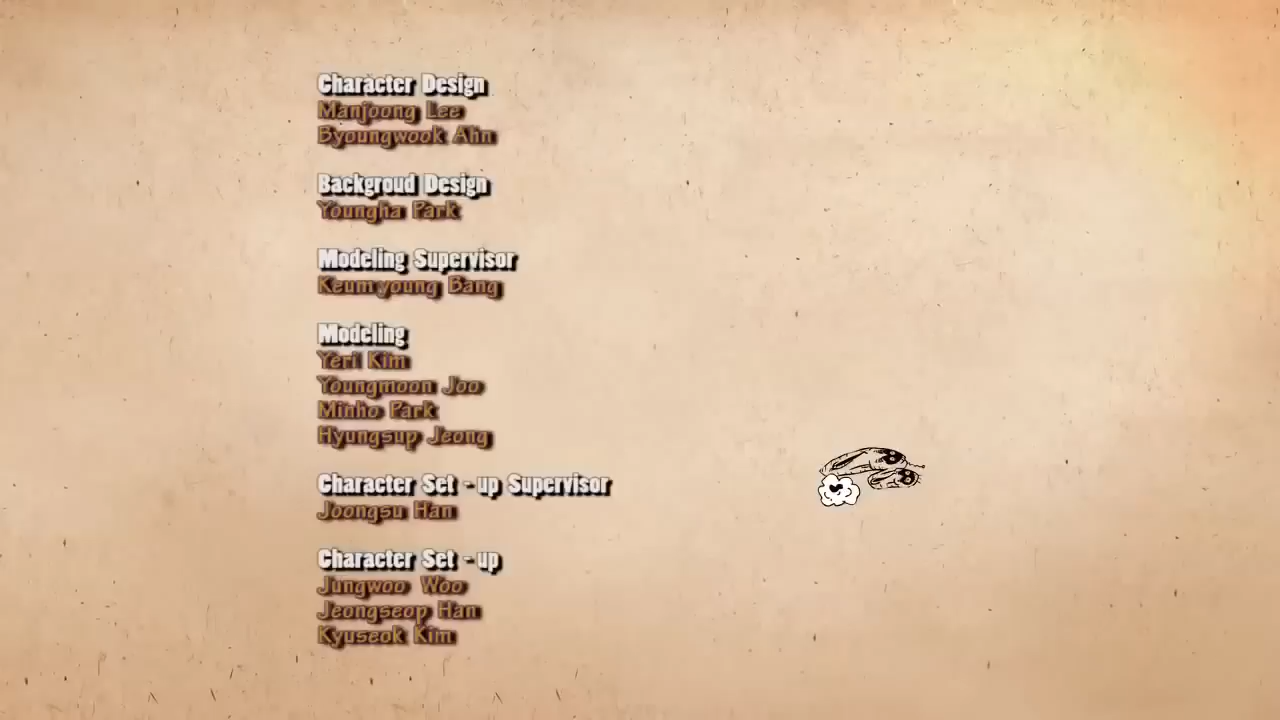 Character Design
Manjoong Lee
Byoungwook Ahn
Backgroud Design
Youngha Park
Modeling Supervisor
Keumyoung Bang
Modeling
Yeri Kim
Youngmoon Joo
Minho Park
Hyungsup Jeong
Character Set - up Supervisor
Joongsu Han
Character Set - up
Jungwoo Woo
Jeongseop Han
Kyuseok Kim